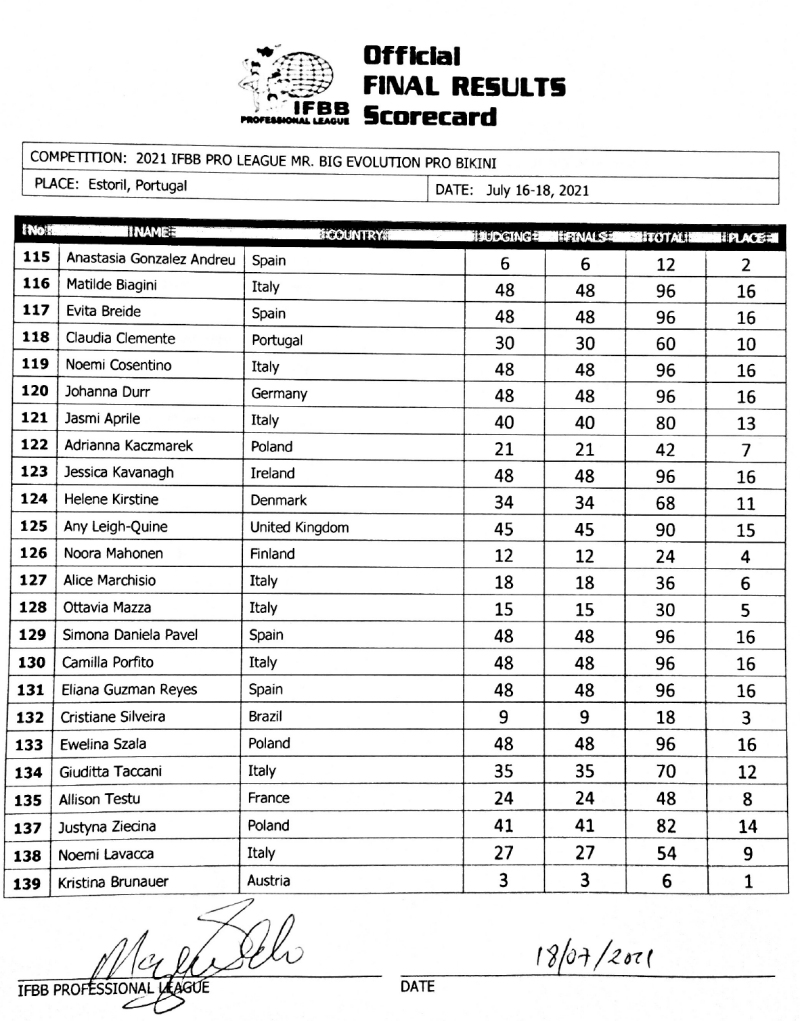 Official
FINAL RESULTS
Scorecard
IFBB
PROFESSIONAL LEAGUE
COMPETITION: 2021 IFBB PRO LEAGUE MR. BIG EVOLUTION PRO BIKINI
PLACE: Estoril, Portugal DATE: July 16-18, 2021
No NAME COUNTRY JUDGING FINALS TOTAL PLACE
115 Anastasia Gonzalez Andreu Spain 6 6 12 2
116 Matilde Biagini Italy 48 48 96 16
117 Evita Breide Spain 48 48 96 16
118 Claudia Clemente Portugal 30 30 60 10
119 Noemi Cosentino Italy 48 48 96 16
120 Johanna Durr Germany 48 48 96 16
121 Jasmi Aprile Italy 40 40 80 13
122 Adrianna Kaczmarek Poland 21 21 42 7
123 Jessica Kavanagh Ireland 48 48 96 16
124 Helene Kirstine Denmark 34 34 68 11
125 Any Leigh-Quine United Kingdom 45 45 90 15
126 Noora Mahonen Finland 12 12 24 4
127 Alice Marchisio Italy 18 18 36 6
128 Ottavia Mazza Italy 15 15 30 5
129 Simona Daniela Pavel Spain 48 48 96 16
130 Camilla Porfito Italy 48 48 96 16
131 Eliana Guzman Reyes Spain 48 48 96 16
132 Cristiane Silveira Brazil 9 9 18 3
133 Ewelina Szala Poland 48 48 96 16
134 Giuditta Taccani Italy 35 35 70 12
135 Allison Testu France 24 24 48 8
137 Justyna Ziecina Poland 41 41 82 14
138 Noemi Lavacca Italy 27 27 54 9
139 Kristina Brunauer Austria 3 3 6 1
18/07/2021
IFBB PROFESSIONAL LEAGUE DATE